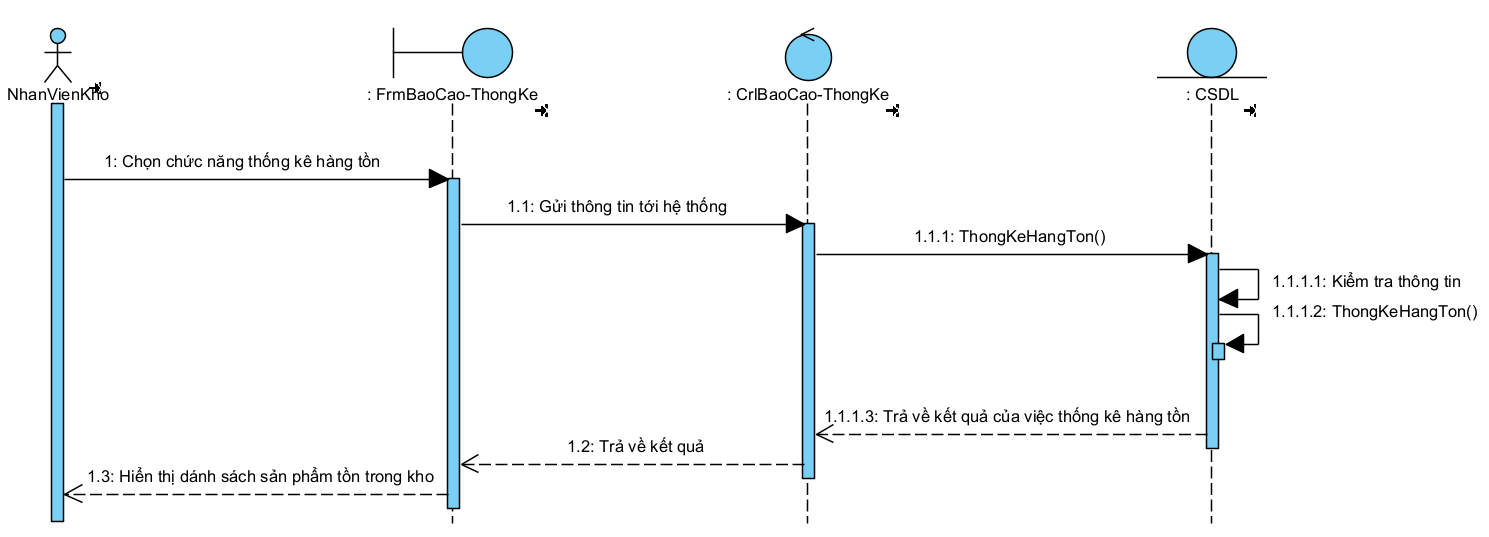 NhanVienKho
: FrmBaoCao-ThongKe
: CrlBaoCao-ThongKe
: CSDL
1: Chọn chức năng thống kê hàng tồn
1.1: Gửi thông tin tới hệ thống
1.1.1: ThongKeHangTon()
1.1.1.1: Kiểm tra thông tin
1.1.1.2: ThongKeHangTon()
1.1.1.3: Trả về kết quả của việc thống kê hàng tồn
1.2: Trả về kết quả
1.3: Hiển thị dánh sách sản phẩm tồn trong kho